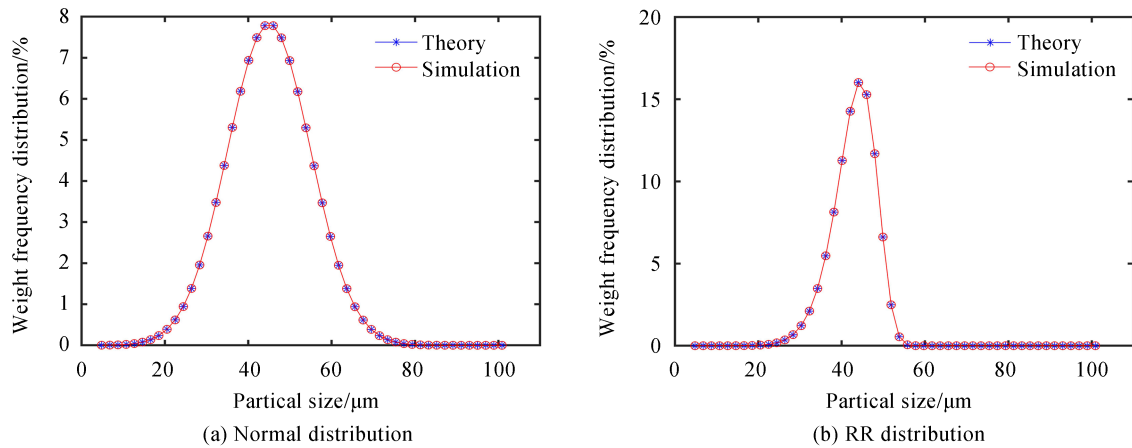 Weight frequency distribution/%
8
7
6
5
4
3
2
1
0
0 20 40 60 80 100
Theory
Simulation
Partical size/μm
(a) Normal distribution
Weight frequency distribution/%
20
15
10
5
0
0 20 40 60 80 100
Theory
Simulation
Partical size/μm
(b) RR distribution